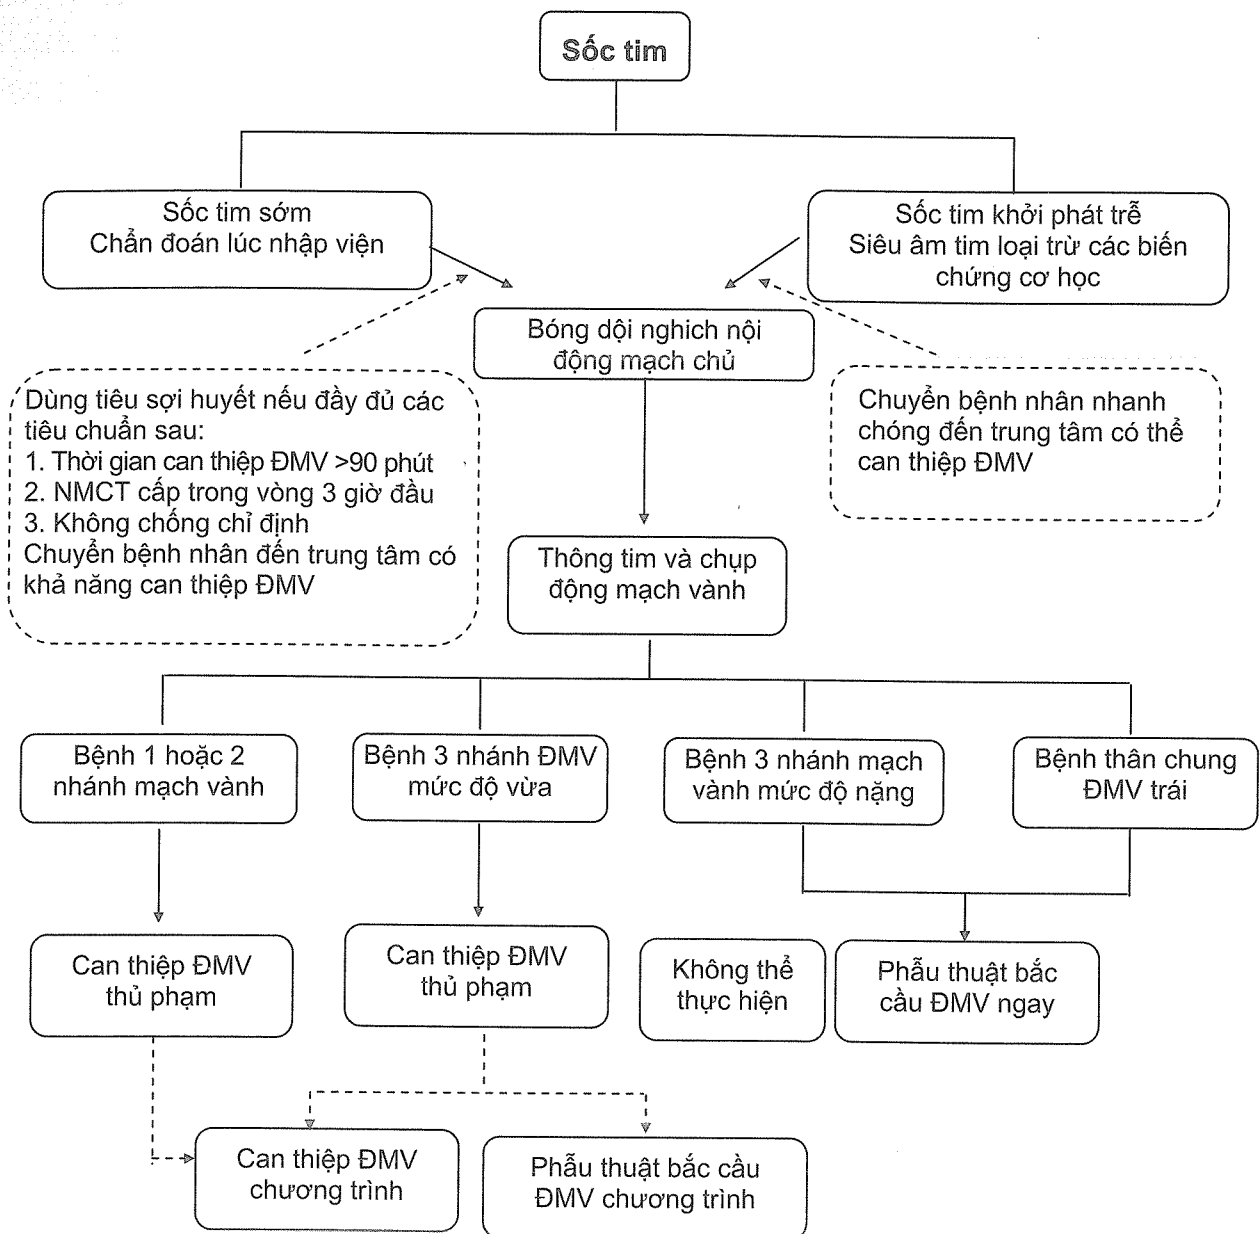 Sốc tim
Sốc tim sớm
Chẩn đoán lúc nhập viện
Sốc tim khởi phát trễ
Siêu âm tim loại trừ các biến
chứng cơ học
Bóng dội nghich nội
động mạch chủ
Dùng tiêu sợi huyết nếu đầy đủ các
tiêu chuẩn sau:
1. Thời gian can thiệp ĐMV >90 phút
2. NMCT cấp trong vòng 3 giờ đầu
3. Không chống chỉ định
Chuyển bệnh nhân đến trung tâm có
khả năng can thiệp ĐMV
Chuyển bệnh nhân nhanh
chóng đến trung tâm có thể
can thiệp ĐMV
Thông tim và chụp
động mạch vành
Bệnh 1 hoặc 2
nhánh mạch vành
Bệnh 3 nhánh ĐMV
mức độ vừa
Bệnh 3 nhánh mạch
vành mức độ nặng
Bệnh thân chung
ĐMV trái
Can thiệp ĐMV
thủ phạm
Can thiệp ĐMV
thủ phạm
Không thể
thực hiện
Phẫu thuật bắc
cầu ĐMV ngay
Can thiệp ĐMV
chương trình
Phẫu thuật bắc cầu
ĐMV chương trình